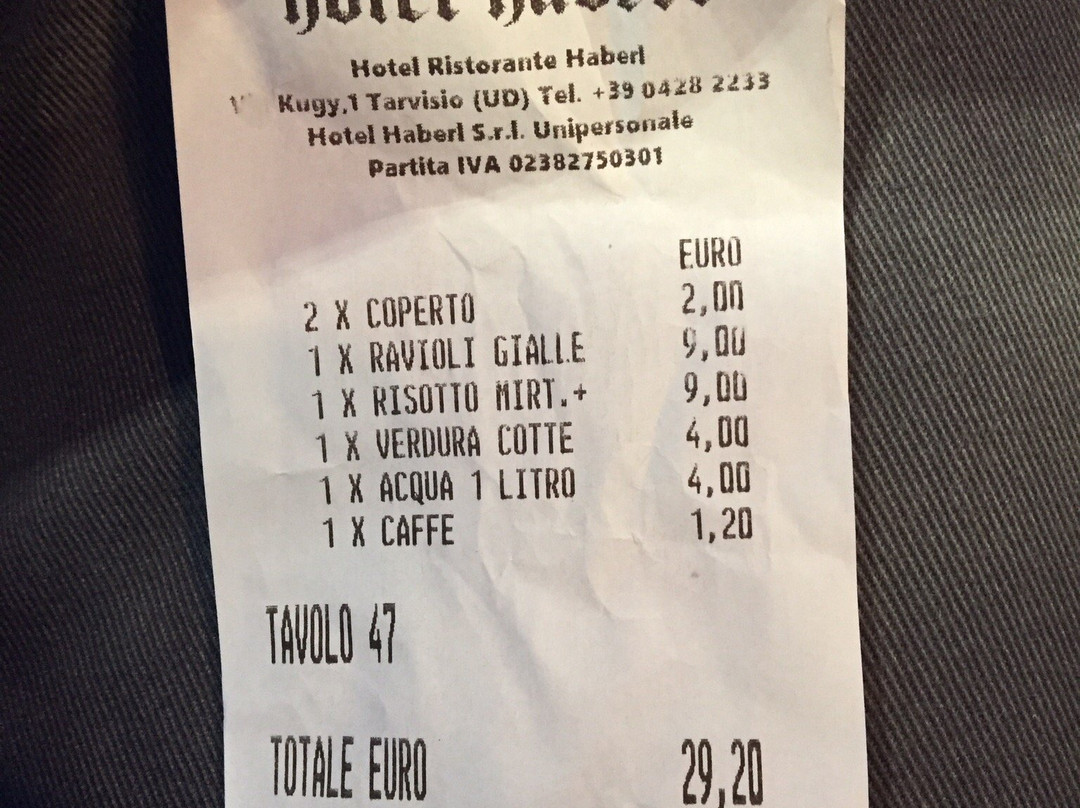 Hotel Haberl
Hotel Ristorante Haberl
Kugy,1 Tarvisio (UD) Tel. +39 0428 2233
Hotel Haberl S.r.l. Unipersonale
Partita IVA 02382750301
EURO
2 X COPERTO 2,00
1 X RAVIOLI GIALLE 9,00
1 X RISOTTO MIRT.+ 9,00
1 X VERDURA COTTE 4,00
1 X ACQUA 1 LITRO 4,00
1 X CAFFE 1,20
TAVOLO 47
TOTALE EURO 29,20